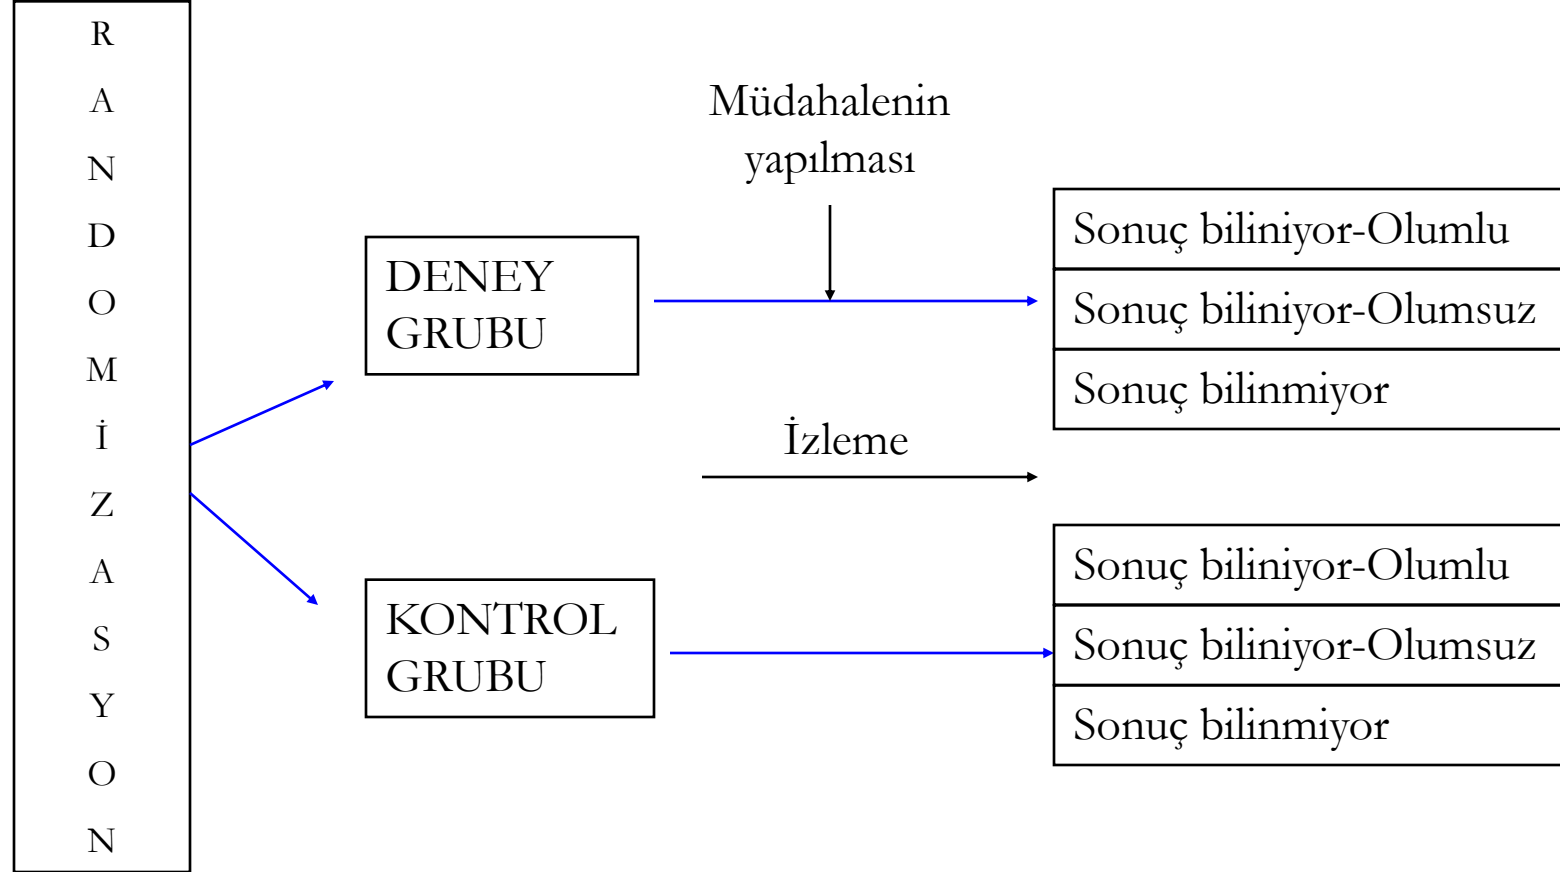 R
A
N
D
O
M
İ
Z
A
S
Y
O
N
Müdahalenin
yapılması
DENEY
GRUBU
Sonuç biliniyor-Olumlu
Sonuç biliniyor-Olumsuz
Sonuç bilinmiyor
İzleme
KONTROL
GRUBU
Sonuç biliniyor-Olumlu
Sonuç biliniyor-Olumsuz
Sonuç bilinmiyor